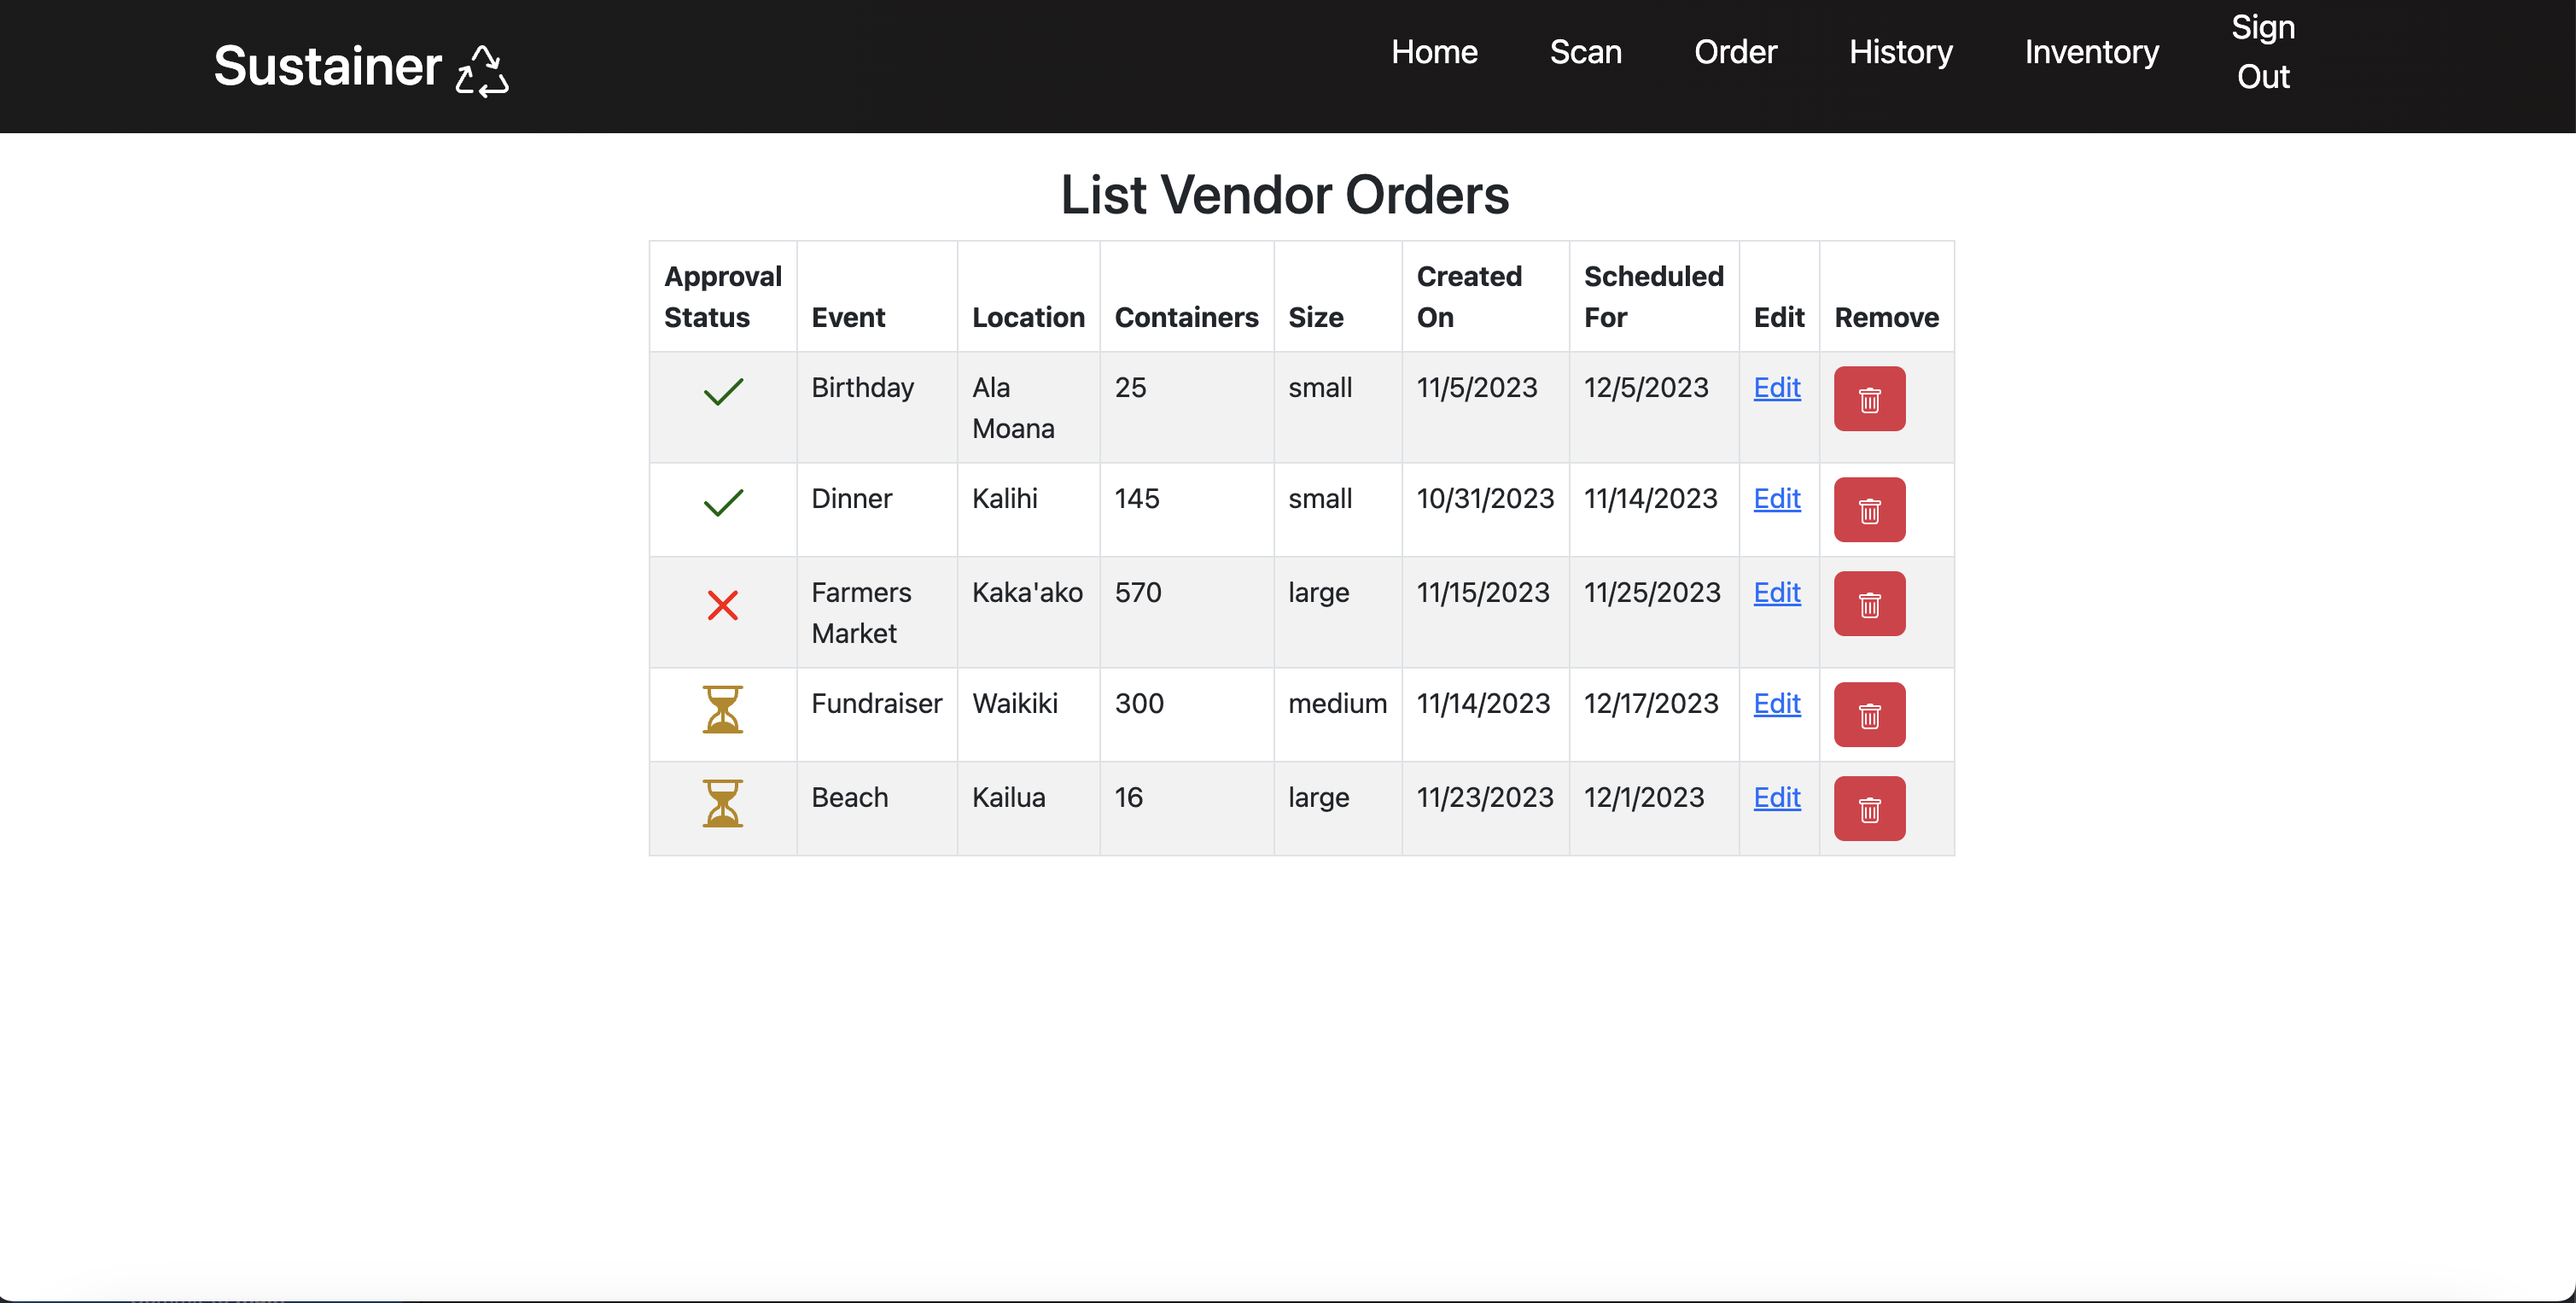 Sustainer
Home Scan Order History Inventory Sign
Out
List Vendor Orders
Approval Status Event Location Containers Size Created On Scheduled For Edit Remove
Birthday Ala Moana 25 small 11/5/2023 12/5/2023 Edit
Dinner Kalihi 145 small 10/31/2023 11/14/2023 Edit
Farmers Market Kaka'ako 570 large 11/15/2023 11/25/2023 Edit
Fundraiser Waikiki 300 medium 11/14/2023 12/17/2023 Edit
Beach Kailua 16 large 11/23/2023 12/1/2023 Edit